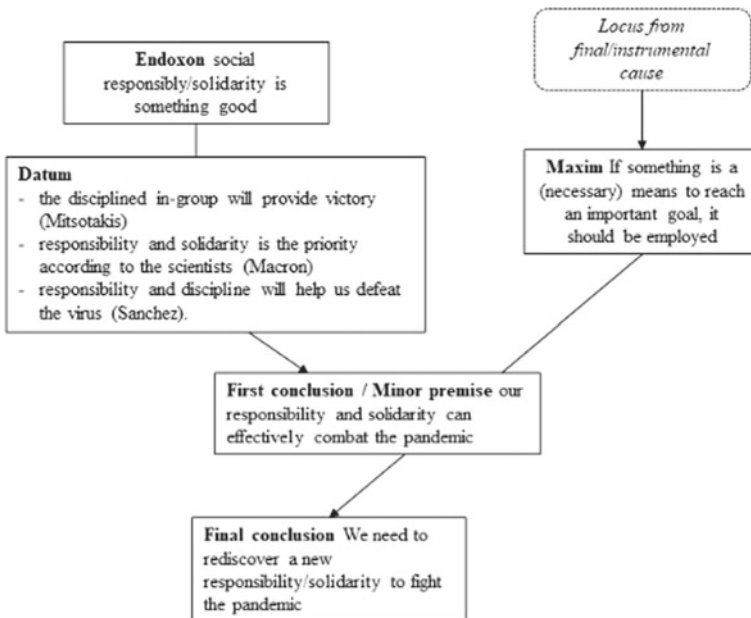 Endoxon social
responsibly/solidarity is
something good
Locus from
final/instrumental
cause
Datum
- the disciplined in-group will provide victory
(Mitsotakis)
- responsibility and solidarity is the priority
according to the scientists (Macron)
- responsibility and discipline will help us defeat
the virus (Sanchez).
Maxim If something is a
(necessary) means to reach
an important goal, it
should be employed
First conclusion / Minor premise our
responsibility and solidarity can
effectively combat the pandemic
Final conclusion We need to
rediscover a new
responsibility/solidarity to fight
the pandemic